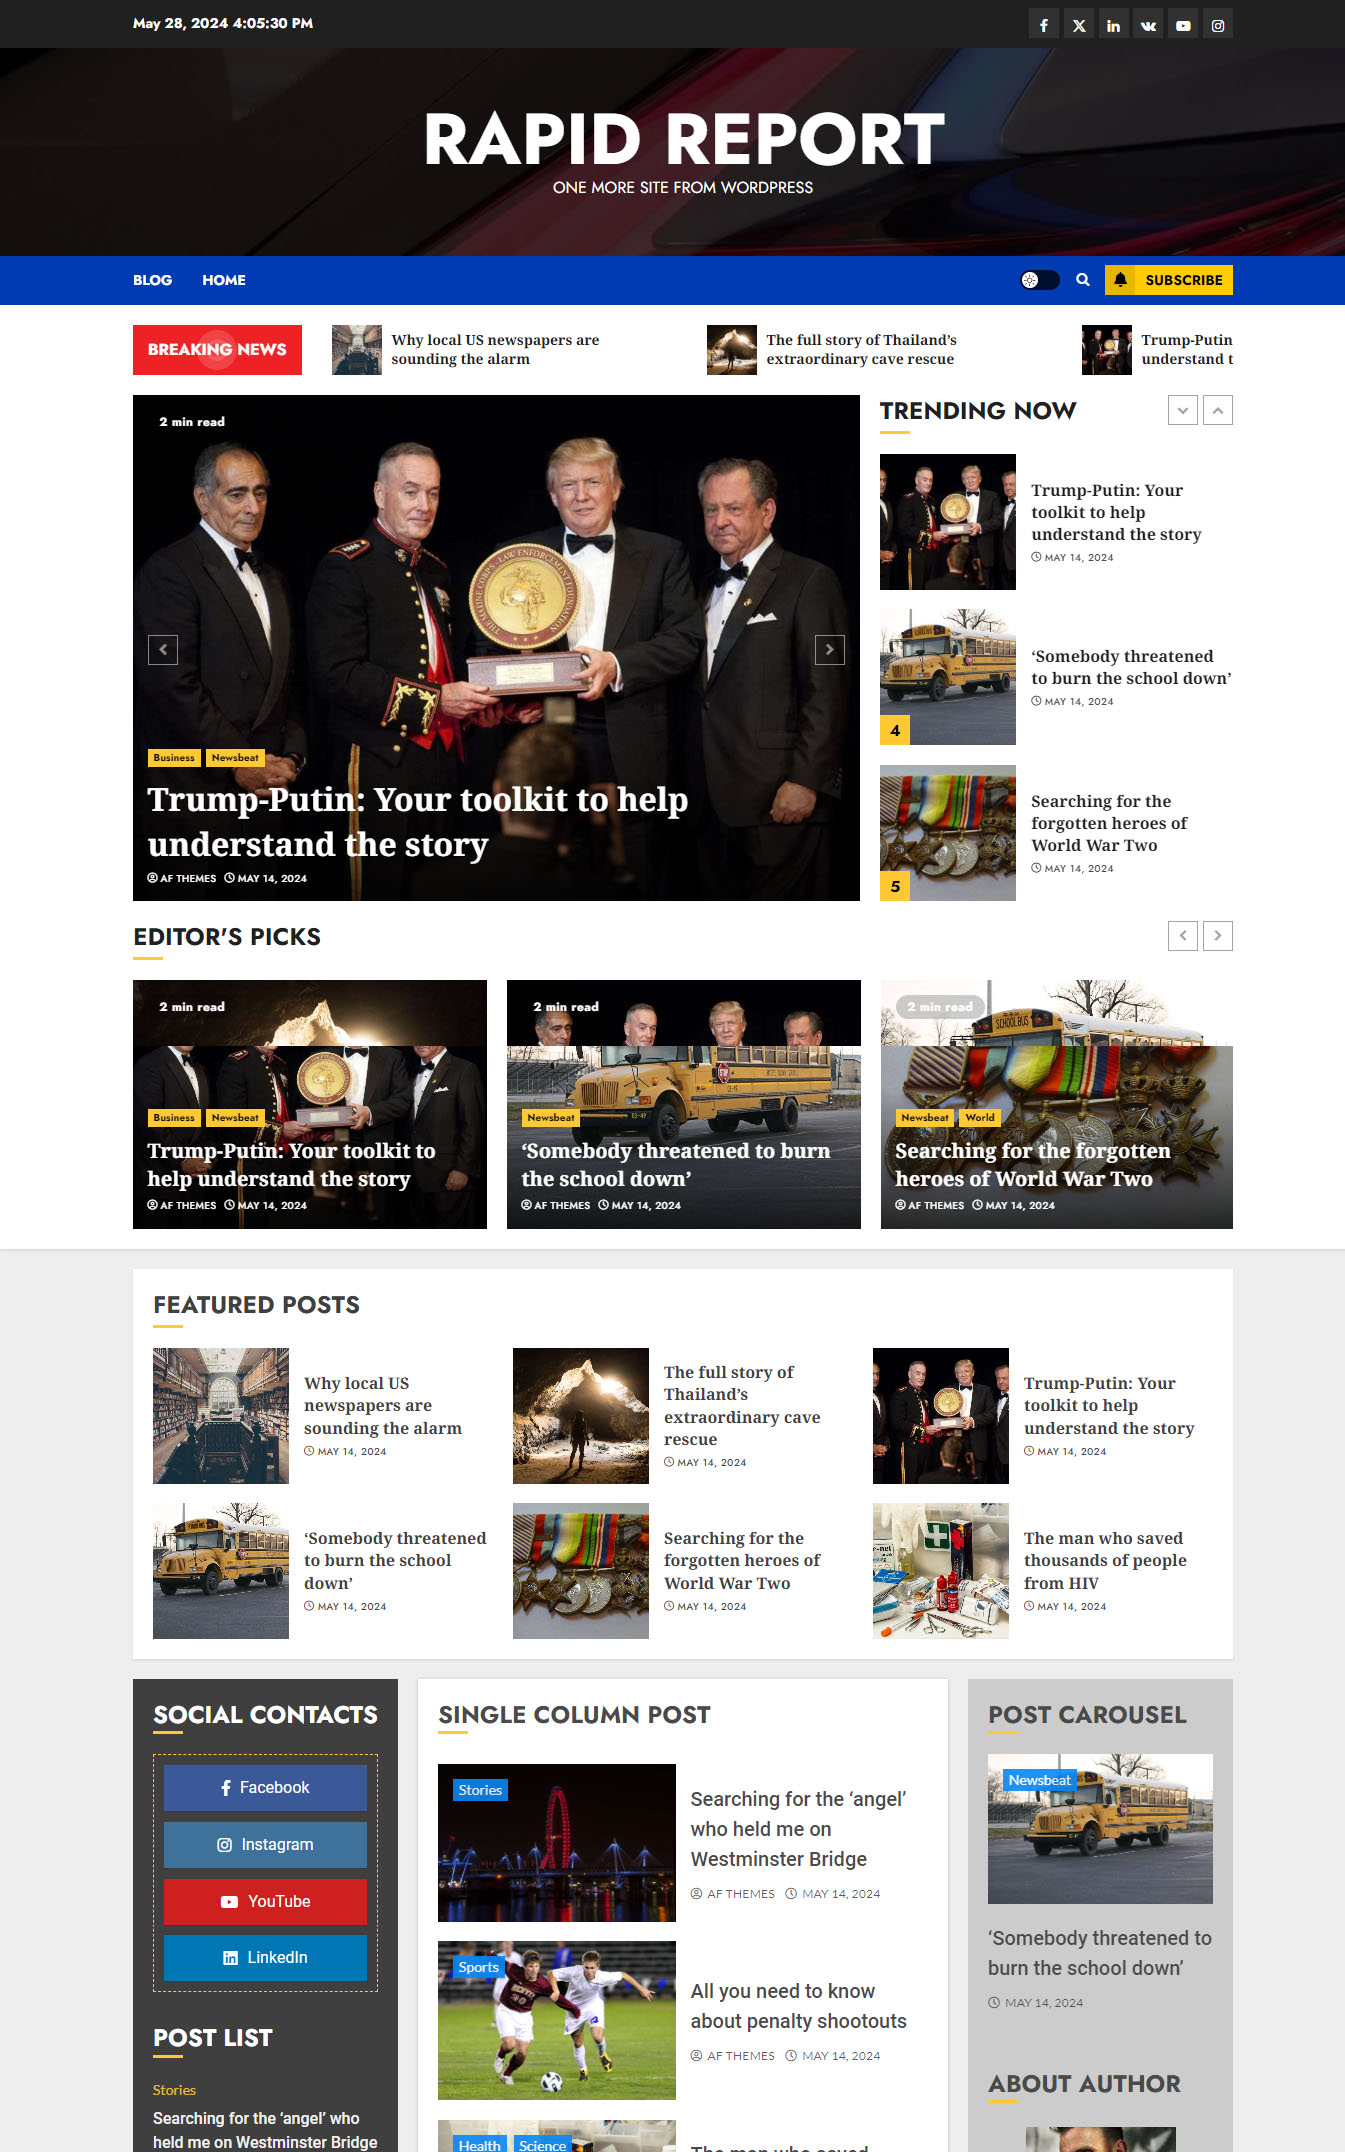 May 28, 2024 4:05:30 PM
RAPID REPORT
ONE MORE SITE FROM WORDPRESS
BLOG HOME
SUBSCRIBE
BREAKING NEWS
Why local US newspapers are
sounding the alarm
The full story of Thailand’s
extraordinary cave rescue
Trump-Putin
understand t
2 min read
THE MARINE CORPS - LAW ENFORCEMENT FOUNDATION
Business Newsbeat
Trump-Putin: Your toolkit to help
understand the story
AF THEMES MAY 14, 2024
TRENDING NOW
Trump-Putin: Your
toolkit to help
understand the story
MAY 14, 2024
4
‘Somebody threatened
to burn the school down’
MAY 14, 2024
5
Searching for the
forgotten heroes of
World War Two
MAY 14, 2024
EDITOR'S PICKS
2 min read
Business Newsbeat
Trump-Putin: Your toolkit to
help understand the story
AF THEMES MAY 14, 2024
2 min read
STOP
Newsbeat
‘Somebody threatened to burn
the school down’
AF THEMES MAY 14, 2024
2 min read
SCHOOL BUS
Newsbeat World
Searching for the forgotten
heroes of World War Two
AF THEMES MAY 14, 2024
FEATURED POSTS
Why local US
newspapers are
sounding the alarm
MAY 14, 2024
The full story of
Thailand’s
extraordinary cave
rescue
MAY 14, 2024
Trump-Putin: Your
toolkit to help
understand the story
MAY 14, 2024
‘Somebody threatened
to burn the school
down’
MAY 14, 2024
Searching for the
forgotten heroes of
World War Two
MAY 14, 2024
The man who saved
thousands of people
from HIV
MAY 14, 2024
SOCIAL CONTACTS
Facebook
Instagram
YouTube
LinkedIn
POST LIST
Stories
Searching for the ‘angel’ who
held me on Westminster Bridge
SINGLE COLUMN POST
Stories
Searching for the ‘angel’
who held me on
Westminster Bridge
AF THEMES MAY 14, 2024
Sports
All you need to know
about penalty shootouts
AF THEMES MAY 14, 2024
Health Science
The man who saved
POST CAROUSEL
Newsbeat
‘Somebody threatened to
burn the school down’
MAY 14, 2024
ABOUT AUTHOR